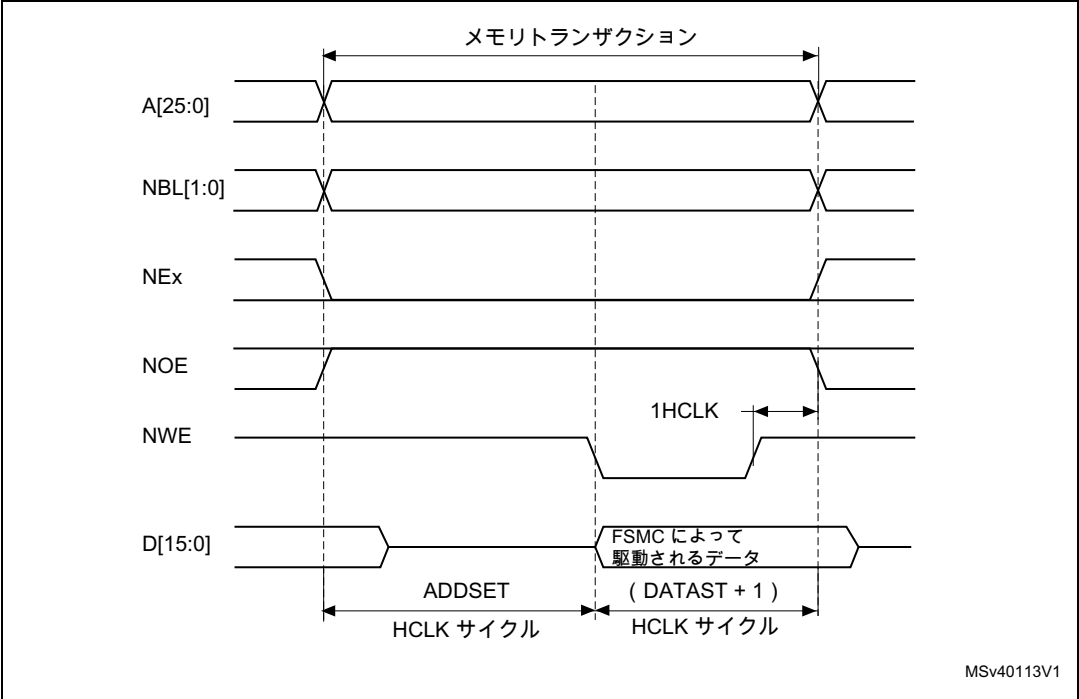 メモリトランザクション
A[25:0]
NBL[1:0]
NEx
NOE
1HCLK
NWE
D[15:0]
FSMC によって
駆動されるデータ
ADDSET
( DATAST + 1 )
HCLK サイクル
HCLK サイクル
MSv40113V1